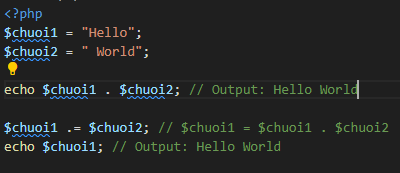 <?php
$chuoi1 = "Hello";
$chuoi2 = " World";
echo $chuoi1 . $chuoi2; // Output: Hello World
$chuoi1 .= $chuoi2; // $chuoi1 = $chuoi1 . $chuoi2
echo $chuoi1; // Output: Hello World